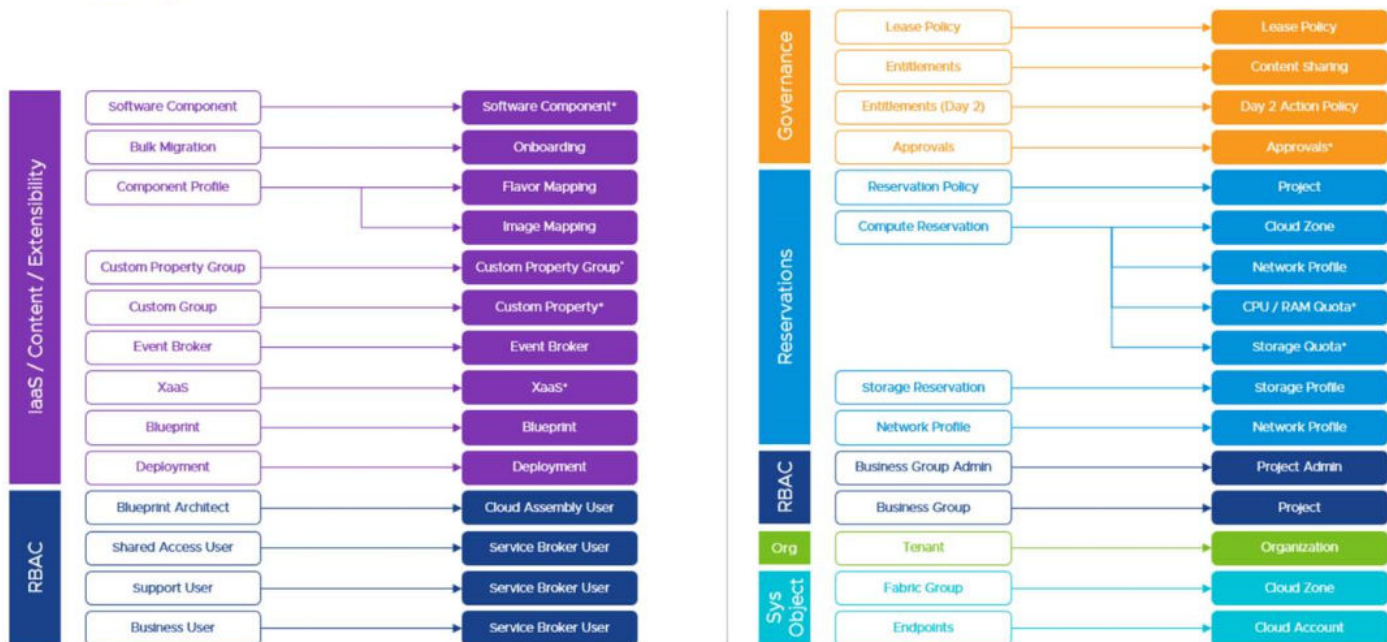 IaaS / Content / Extensibility
Software Component
Software Component*
Bulk Migration
Onboarding
Component Profile
Flavor Mapping
Image Mapping
Custom Property Group
Custom Property Group*
Custom Group
Custom Property*
Event Broker
Event Broker
XaaS
XaaS*
Blueprint
Blueprint
Deployment
Deployment
RBAC
Blueprint Architect
Cloud Assembly User
Shared Access User
Service Broker User
Support User
Service Broker User
Business User
Service Broker User
Governance
Lease Policy
Lease Policy
Entitlements
Content Sharing
Entitlements (Day 2)
Day 2 Action Policy
Approvals
Approvals*
Reservations
Reservation Policy
Project
Compute Reservation
Cloud Zone
Network Profile
CPU / RAM Quota*
Storage Quota*
Storage Reservation
Storage Profile
Network Profile
Network Profile
RBAC
Business Group Admin
Project Admin
Business Group
Project
Org
Tenant
Organization
Sys
Object
Fabric Group
Cloud Zone
Endpoints
Cloud Account